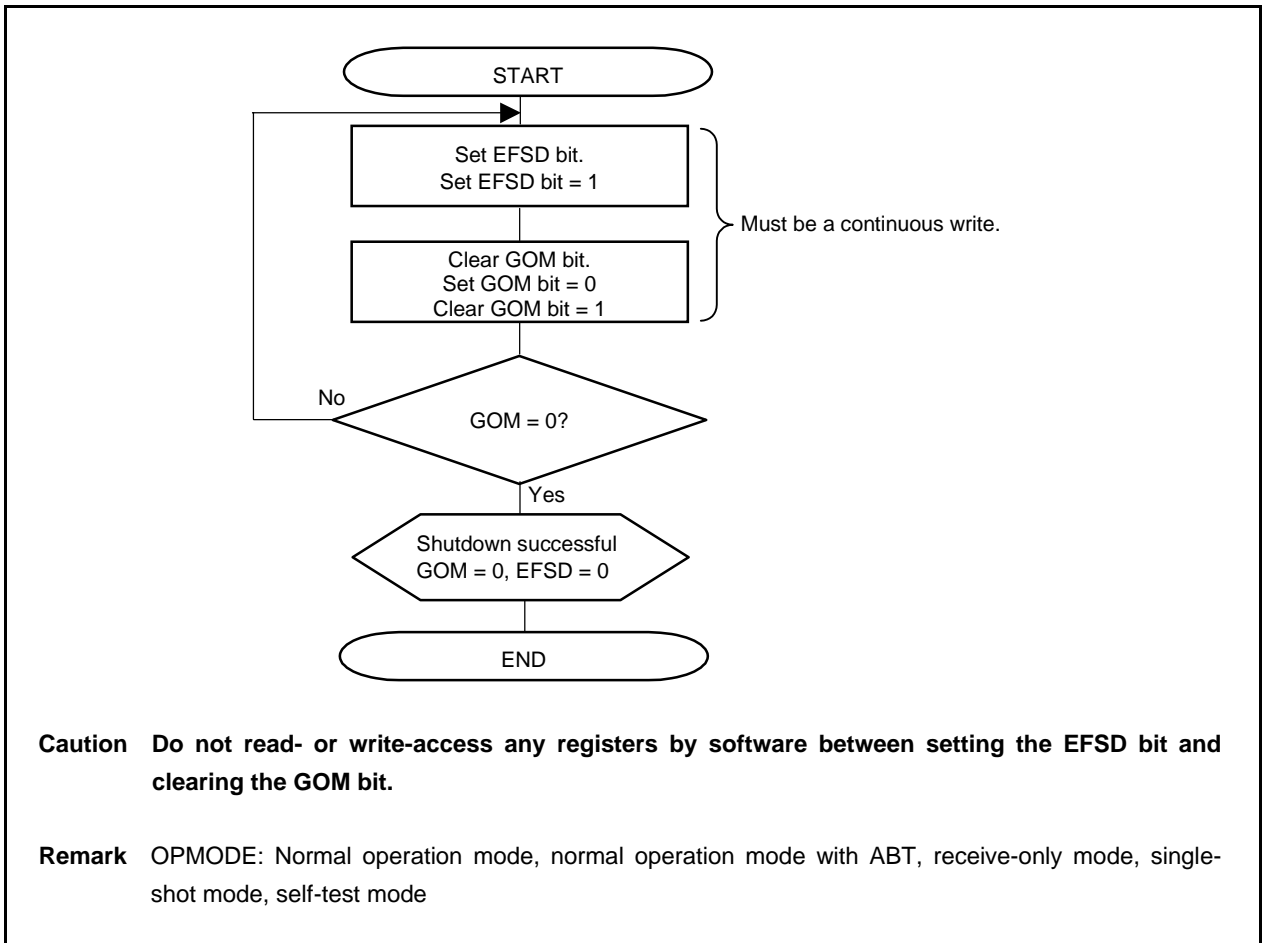 START
Set EFSD bit.
Set EFSD bit = 1
Must be a continuous write.
Clear GOM bit.
Set GOM bit = 0
Clear GOM bit = 1
No
GOM = 0?
Yes
Shutdown successful
GOM = 0, EFSD = 0
END
Caution Do not read- or write-access any registers by software between setting the EFSD bit and
clearing the GOM bit.
Remark OPMODE: Normal operation mode, normal operation mode with ABT, receive-only mode, single-
shot mode, self-test mode